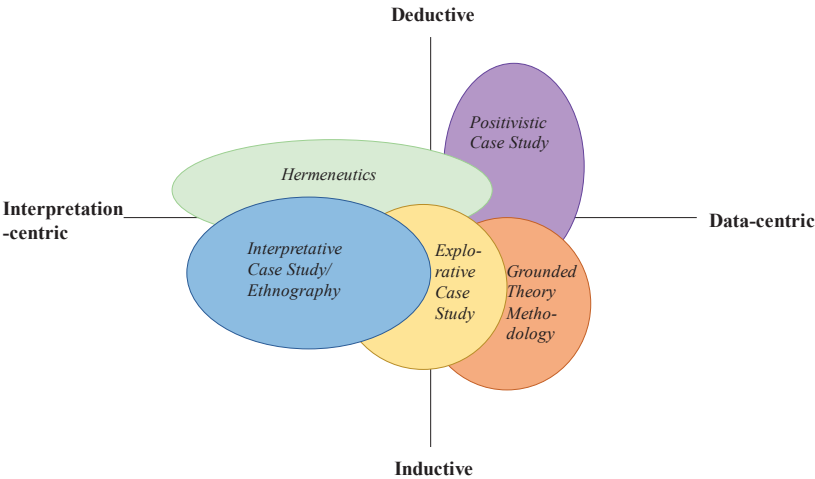 Deductive
Positivistic
Case Study
Hermeneutics
Interpretation
-centric
Data-centric
Interpretative
Case Study/
Ethnography
Explo-
rative
Case
Study
Grounded
Theory
Metho-
dology
Inductive